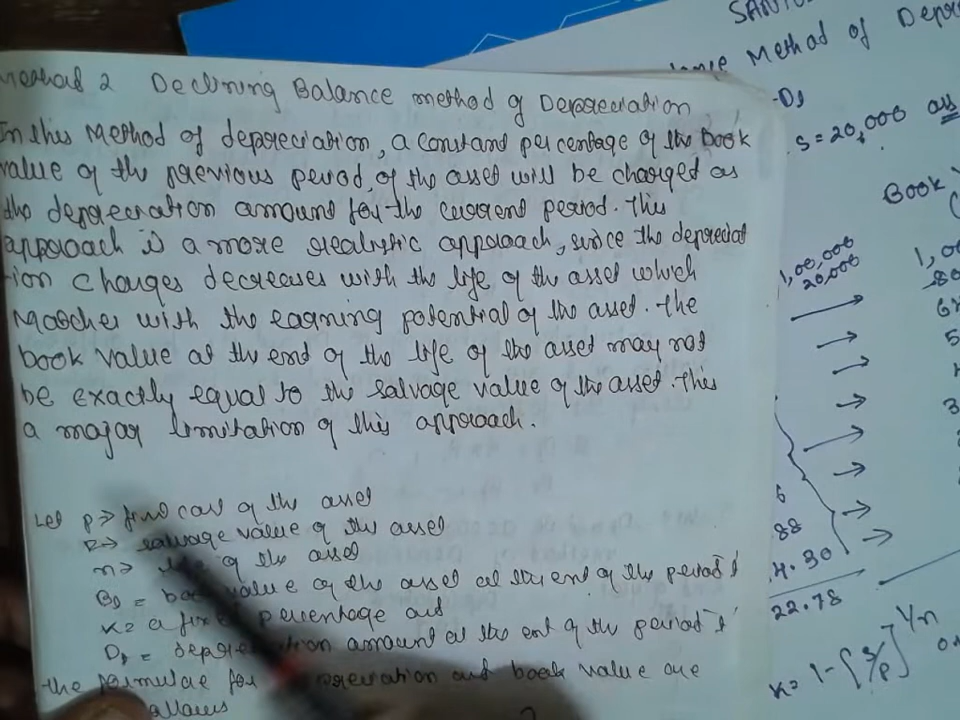 Method 2 Declining Balance method of Depreciation
In this Method of depreciation, a constand percentage of the Book
value of the previous period, of the asset will be charged as
the depreciation amound for the current period. This
approach is a more realystic approach, since the depreciat
ion Charges decreases with the life of the asset which
Matches with the earning potential of the asset. The
book value at the end of the life of the asset may not
be exactly equal to the salvage value of the asset. This
a major limitation of this approach.
Let P → first cost of the asset
F → salvage value of the asset
n → life of the asset
Bt = book value of the asset at the end of the period 't'
K = a fixed percentage and
Dt = depreciation amount at the end of the period 't'
the formulae for depreciation and book value are
SANTO
Method of Depre
-Dt
S = 20,000
Book
1,00,000
20,000
88
22.78
K = 1 - [S/P]^1/n